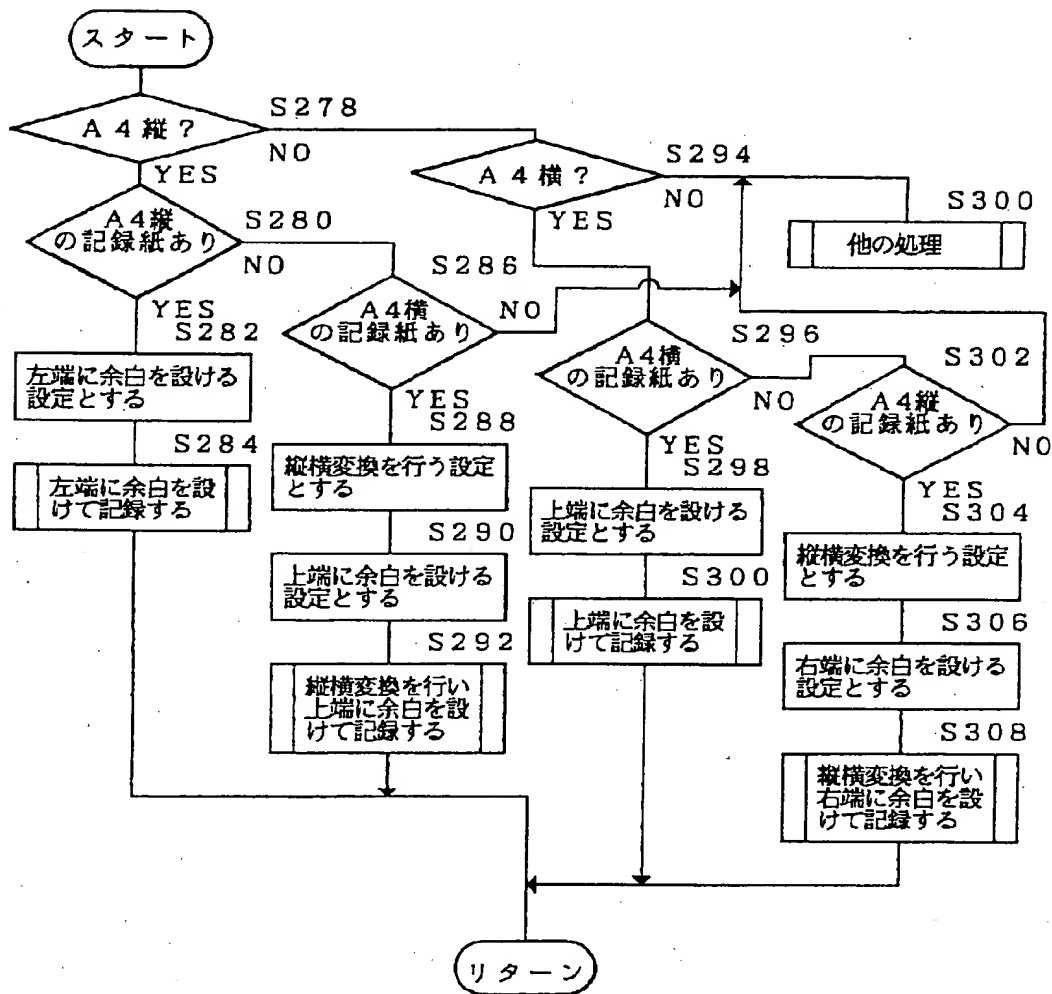 スタート
S278
A4縦?
NO
YES
S294
A4横?
NO
YES
S300
他の処理
A4縦
の記録紙あり
S280
NO
YES
S282
左端に余白を設ける
設定とする
S284
左端に余白を設
けて記録する
S286
A4横
の記録紙あり
NO
YES
S288
縦横変換を行う設定
とする
S290
上端に余白を設ける
設定とする
S292
縦横変換を行い
上端に余白を設
けて記録する
S296
A4横
の記録紙あり
NO
YES
S298
上端に余白を設ける
設定とする
S300
上端に余白を設
けて記録する
S302
A4縦
の記録紙あり
NO
YES
S304
縦横変換を行う設定
とする
S306
右端に余白を設ける
設定とする
S308
縦横変換を行い
右端に余白を設
けて記録する
リターン